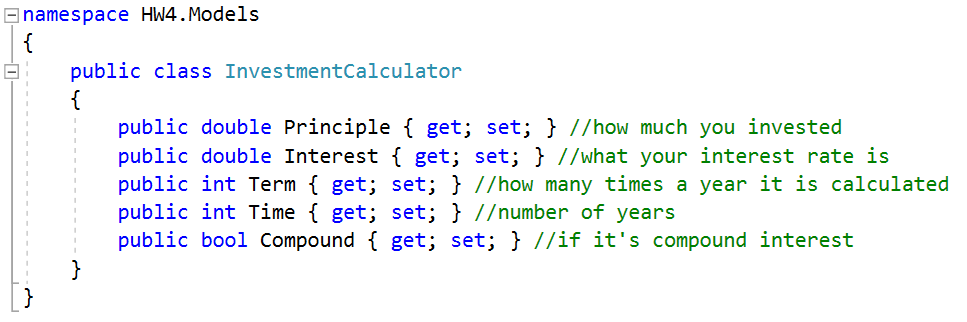 namespace HW4.Models
{
    public class InvestmentCalculator
    {
        public double Principle { get; set; } //how much you invested
        public double Interest { get; set; } //what your interest rate is
        public int Term { get; set; } //how many times a year it is calculated
        public int Time { get; set; } //number of years
        public bool Compound { get; set; } //if it's compound interest
    }
}